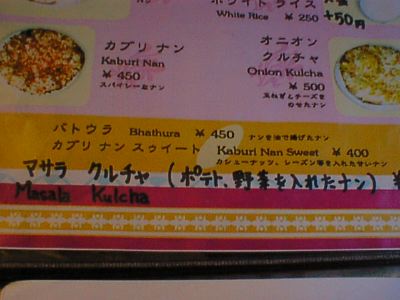 ホワイト ライス
White Rice ¥ 250
+50円
カブリ ナン
Kaburi Nan
¥ 450
スパイシーなナン
オニオン
クルチャ
Onion Kulcha
¥ 500
玉ねぎとチーズを
のせたナン
バトウラ Bhathura ¥ 450 ナンを油で揚げたナン
カブリ ナン スゥイート Kaburi Nan Sweet ¥ 400
カシューナッツ、レーズン等を入れた甘いナン
マサラ クルチャ (ポテト、野菜を入れたナン) ¥
Masala Kulcha